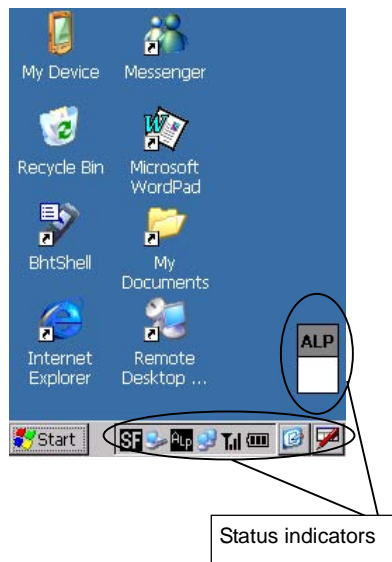 My Device
Messenger
Recycle Bin
Microsoft
WordPad
BhtShell
My
Documents
Internet
Explorer
Remote
Desktop ...
ALP
Start
SF
ALP
Status indicators